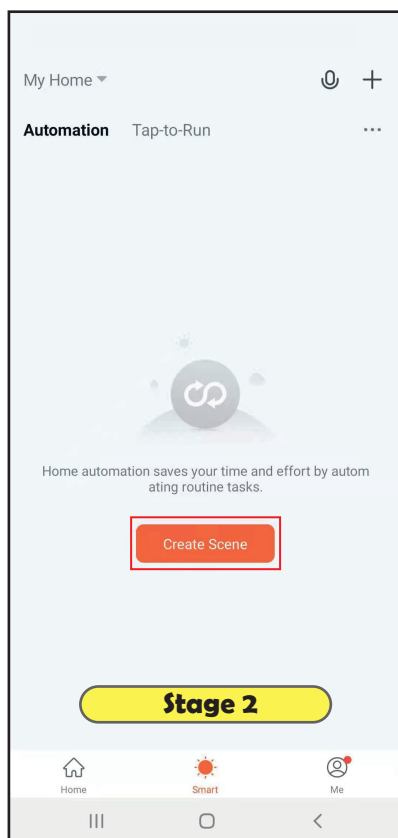 My Home
Automation Tap-to-Run
Home automation saves your time and effort by autom
ating routine tasks.
Create Scene
Stage 2
Home Smart Me